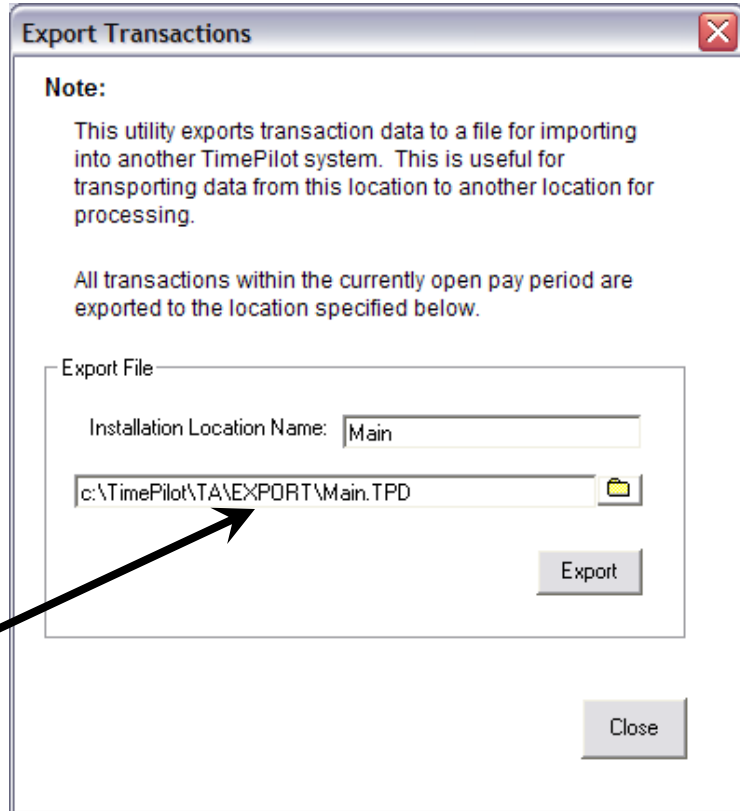 Export Transactions
Note:
This utility exports transaction data to a file for importing
into another TimePilot system.  This is useful for
transporting data from this location to another location for
processing.
All transactions within the currently open pay period are
exported to the location specified below.
Export File
Installation Location Name: Main
c:\TimePilot\TA\EXPORT\Main.TPD
Export
Close